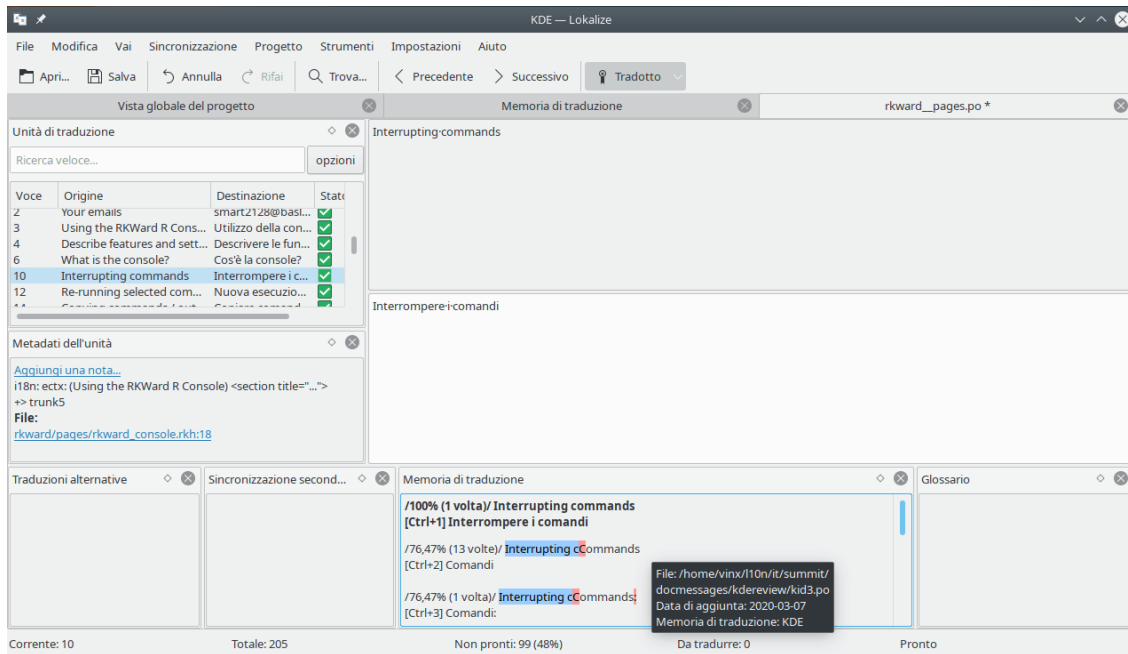 KDE — Lokalize
File Modifica Vai Sincronizzazione Progetto Strumenti Impostazioni Aiuto
Apri... Salva Annulla Rifai Trova... Precedente Successivo Tradotto
Vista globale del progetto Memoria di traduzione rkward__pages.po *
Unità di traduzione
Ricerca veloce... opzioni
Voce Origine Destinazione Stato
2 Your emails smart2128@basl...
3 Using the RKWard R Cons... Utilizzo della con...
4 Describe features and sett... Descrivere le fun...
6 What is the console? Cos'è la console?
10 Interrupting commands Interrompere i c...
12 Re-running selected com... Nuova esecuzio...
14 Copying commands / out... Copiare comand...
Interrupting·commands
Interrompere·i·comandi
Metadati dell'unità
Aggiungi una nota...
i18n: ectx: (Using the RKWard R Console) <section title="...">
+> trunk5
File:
rkward/pages/rkward_console.rkh:18
Traduzioni alternative
Sincronizzazione second...
Memoria di traduzione
/100% (1 volta)/ Interrupting commands
[Ctrl+1] Interrompere i comandi
/76,47% (13 volte)/ Interrupting cCommands
[Ctrl+2] Comandi
/76,47% (1 volta)/ Interrupting cCommands:
[Ctrl+3] Comandi:
File: /home/vinx/l10n/it/summit/
docmessages/kdereview/kid3.po
Data di aggiunta: 2020-03-07
Memoria di traduzione: KDE
Glossario
Corrente: 10 Totale: 205 Non pronti: 99 (48%) Da tradurre: 0 Pronto